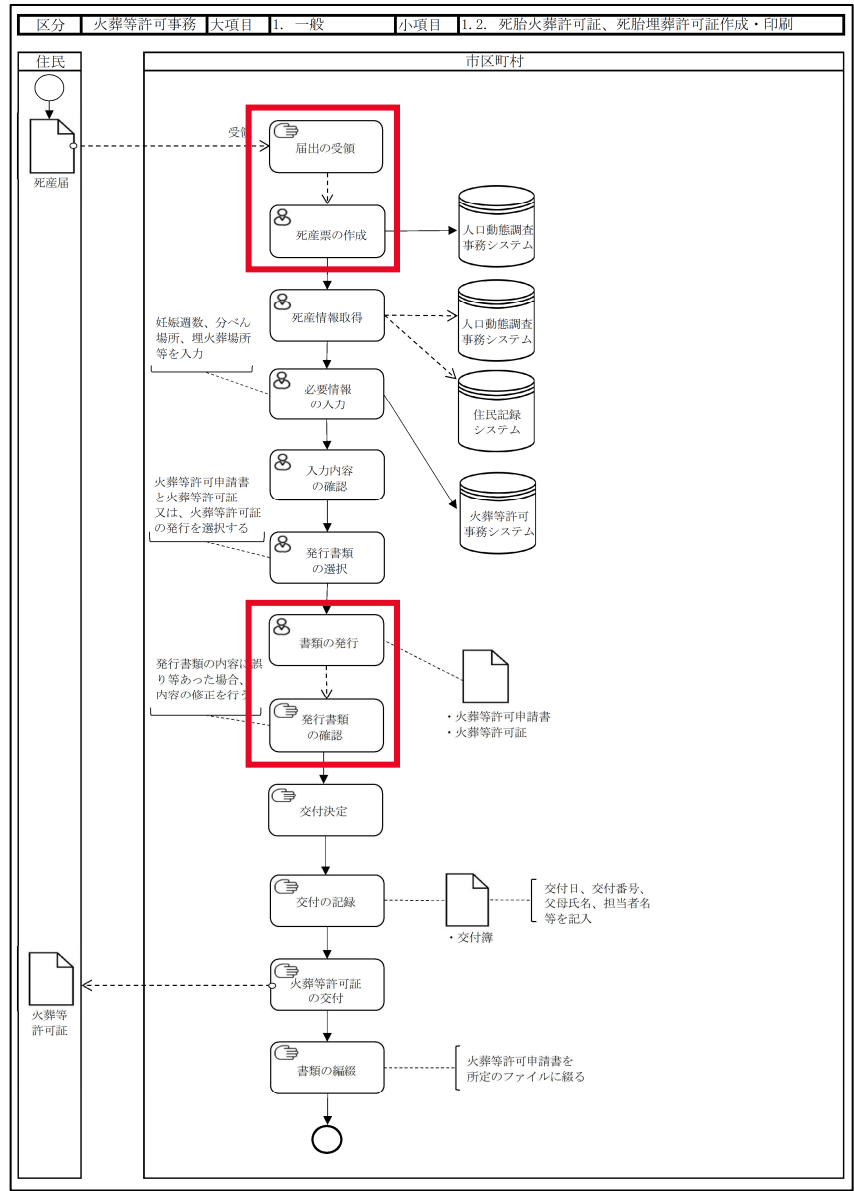 区分 火葬等許可事務 大項目 1. 一般 小項目 1.2. 死胎火葬許可証、死胎埋葬許可証作成・印刷
住民
市区町村
死産届
受領
届出の受領
死産票の作成
人口動態調査
事務システム
死産情報取得
人口動態調査
事務システム
妊娠週数、分べん
場所、埋火葬場所
等を入力
必要情報
の入力
住民記録
システム
入力内容
の確認
火葬等許可申請書
と火葬等許可証
又は、火葬等許可証
の発行を選択する
火葬等許可
事務システム
発行書類
の選択
書類の発行
発行書類の内容に誤
り等あった場合、
内容の修正を行う
・火葬等許可申請書
・火葬等許可証
発行書類
の確認
交付決定
交付の記録
・交付簿
交付日、交付番号、
父母氏名、担当者名
等を記入
火葬等許可証
の交付
火葬等
許可証
書類の編綴
火葬等許可申請書を
所定のファイルに綴る